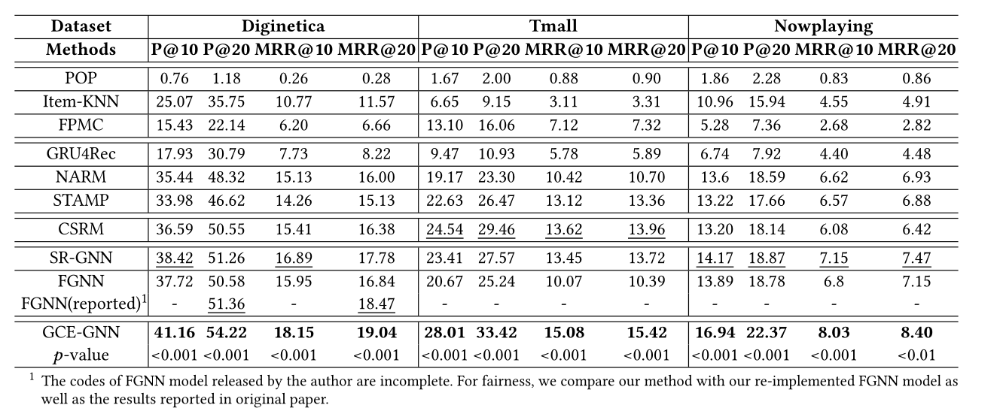 Dataset Diginetica Tmall Nowplaying
Methods P@10 P@20 MRR@10 MRR@20 P@10 P@20 MRR@10 MRR@20 P@10 P@20 MRR@10 MRR@20
POP 0.76 1.18 0.26 0.28 1.67 2.00 0.88 0.90 1.86 2.28 0.83 0.86
Item-KNN 25.07 35.75 10.77 11.57 6.65 9.15 3.11 3.31 10.96 15.94 4.55 4.91
FPMC 15.43 22.14 6.20 6.66 13.10 16.06 7.12 7.32 5.28 7.36 2.68 2.82
GRU4Rec 17.93 30.79 7.73 8.22 9.47 10.93 5.78 5.89 6.74 7.92 4.40 4.48
NARM 35.44 48.32 15.13 16.00 19.17 23.30 10.42 10.70 13.6 18.59 6.62 6.93
STAMP 33.98 46.62 14.26 15.13 22.63 26.47 13.12 13.36 13.22 17.66 6.57 6.88
CSRM 36.59 50.55 15.41 16.38 24.54 29.46 13.62 13.96 13.20 18.14 6.08 6.42
SR-GNN 38.42 51.26 16.89 17.78 23.41 27.57 13.45 13.72 14.17 18.87 7.15 7.47
FGNN 37.72 50.58 15.95 16.84 20.67 25.24 10.07 10.39 13.89 18.78 6.8 7.15
FGNN(reported)1 - 51.36 - 18.47 - - - - - - - -
GCE-GNN 41.16 54.22 18.15 19.04 28.01 33.42 15.08 15.42 16.94 22.37 8.03 8.40
p-value <0.001 <0.001 <0.001 <0.001 <0.001 <0.001 <0.001 <0.001 <0.001 <0.001 <0.001 <0.01
1 The codes of FGNN model released by the author are incomplete. For fairness, we compare our method with our re-implemented FGNN model as
well as the results reported in original paper.